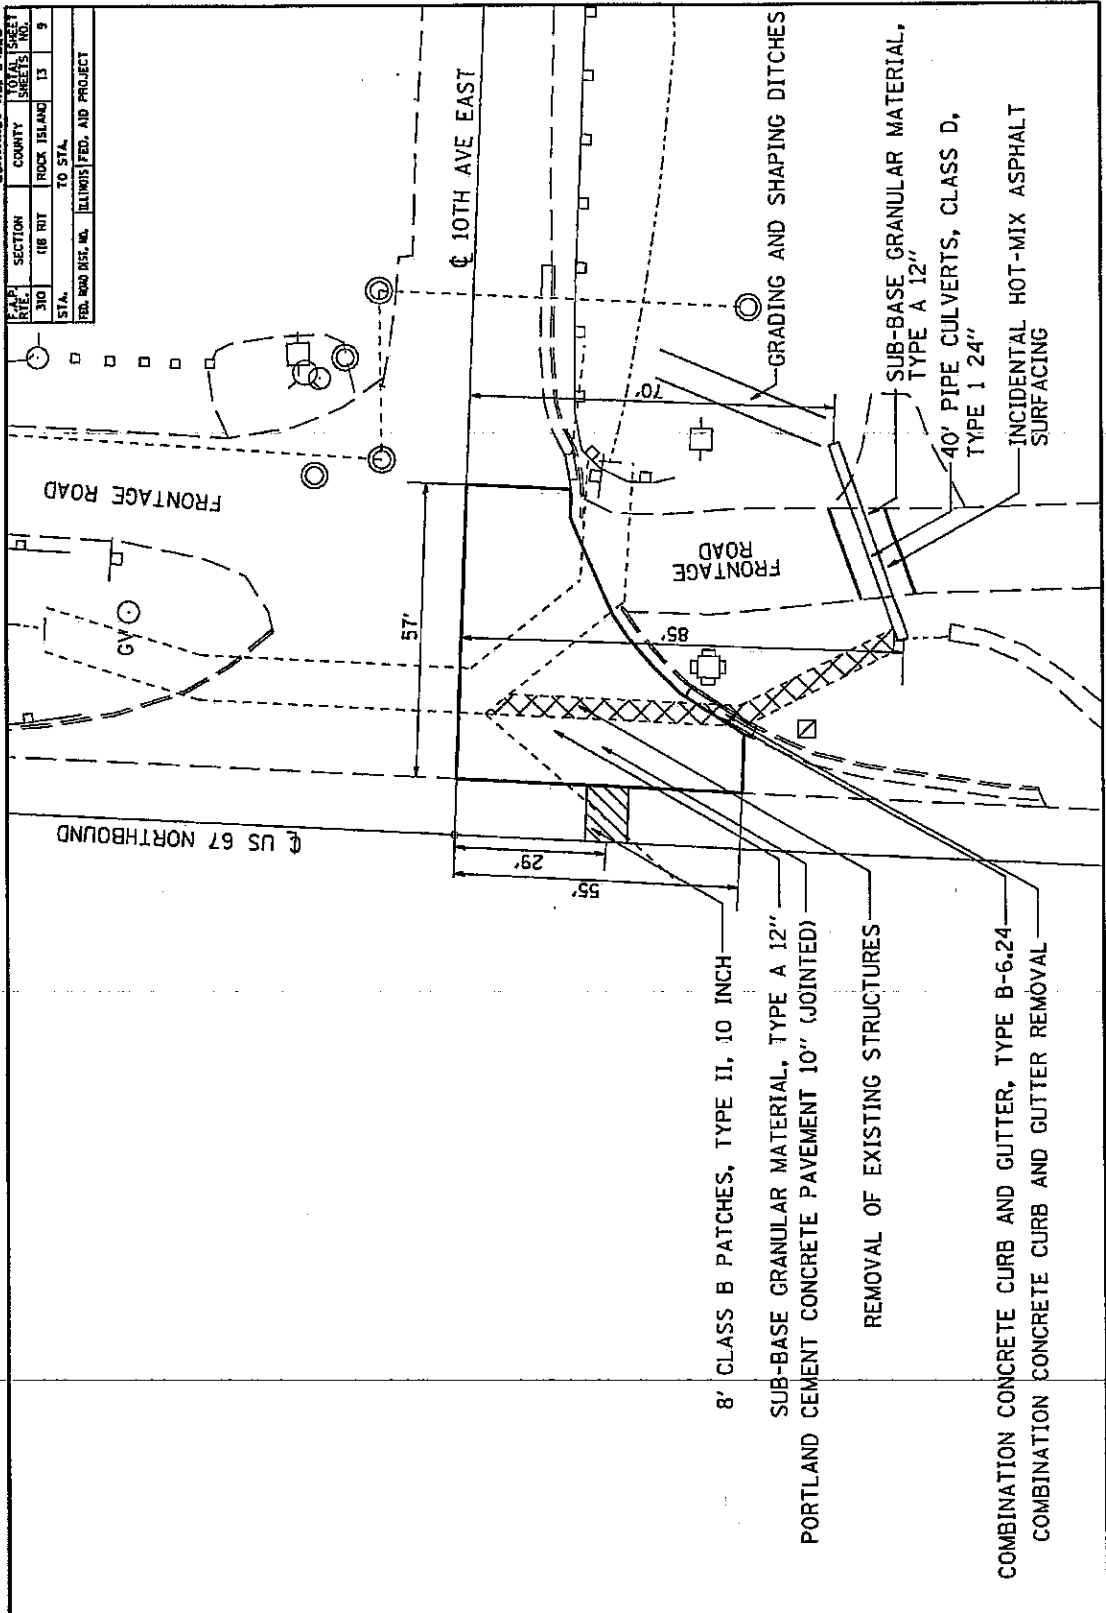 F.A.P. RTE.
SECTION
COUNTY
TOTAL SHEETS
SHEET NO.
310
ROCK ISLAND
13
9
STA.
TO STA.
FED. ROAD DIST. NO.
ILLINOIS
FED. AID PROJECT
FRONTAGE ROAD
GV
℄ US 67 NORTHBOUND
℄ 10TH AVE EAST
57'
70'
85'
29'
55'
FRONTAGE
ROAD
GRADING AND SHAPING DITCHES
SUB-BASE GRANULAR MATERIAL,
TYPE A 12"
40' PIPE CULVERTS, CLASS D,
TYPE 1 24"
INCIDENTAL HOT-MIX ASPHALT
SURFACING
8' CLASS B PATCHES, TYPE II, 10 INCH
SUB-BASE GRANULAR MATERIAL, TYPE A 12"
PORTLAND CEMENT CONCRETE PAVEMENT 10" (JOINTED)
REMOVAL OF EXISTING STRUCTURES
COMBINATION CONCRETE CURB AND GUTTER, TYPE B-6.24
COMBINATION CONCRETE CURB AND GUTTER REMOVAL